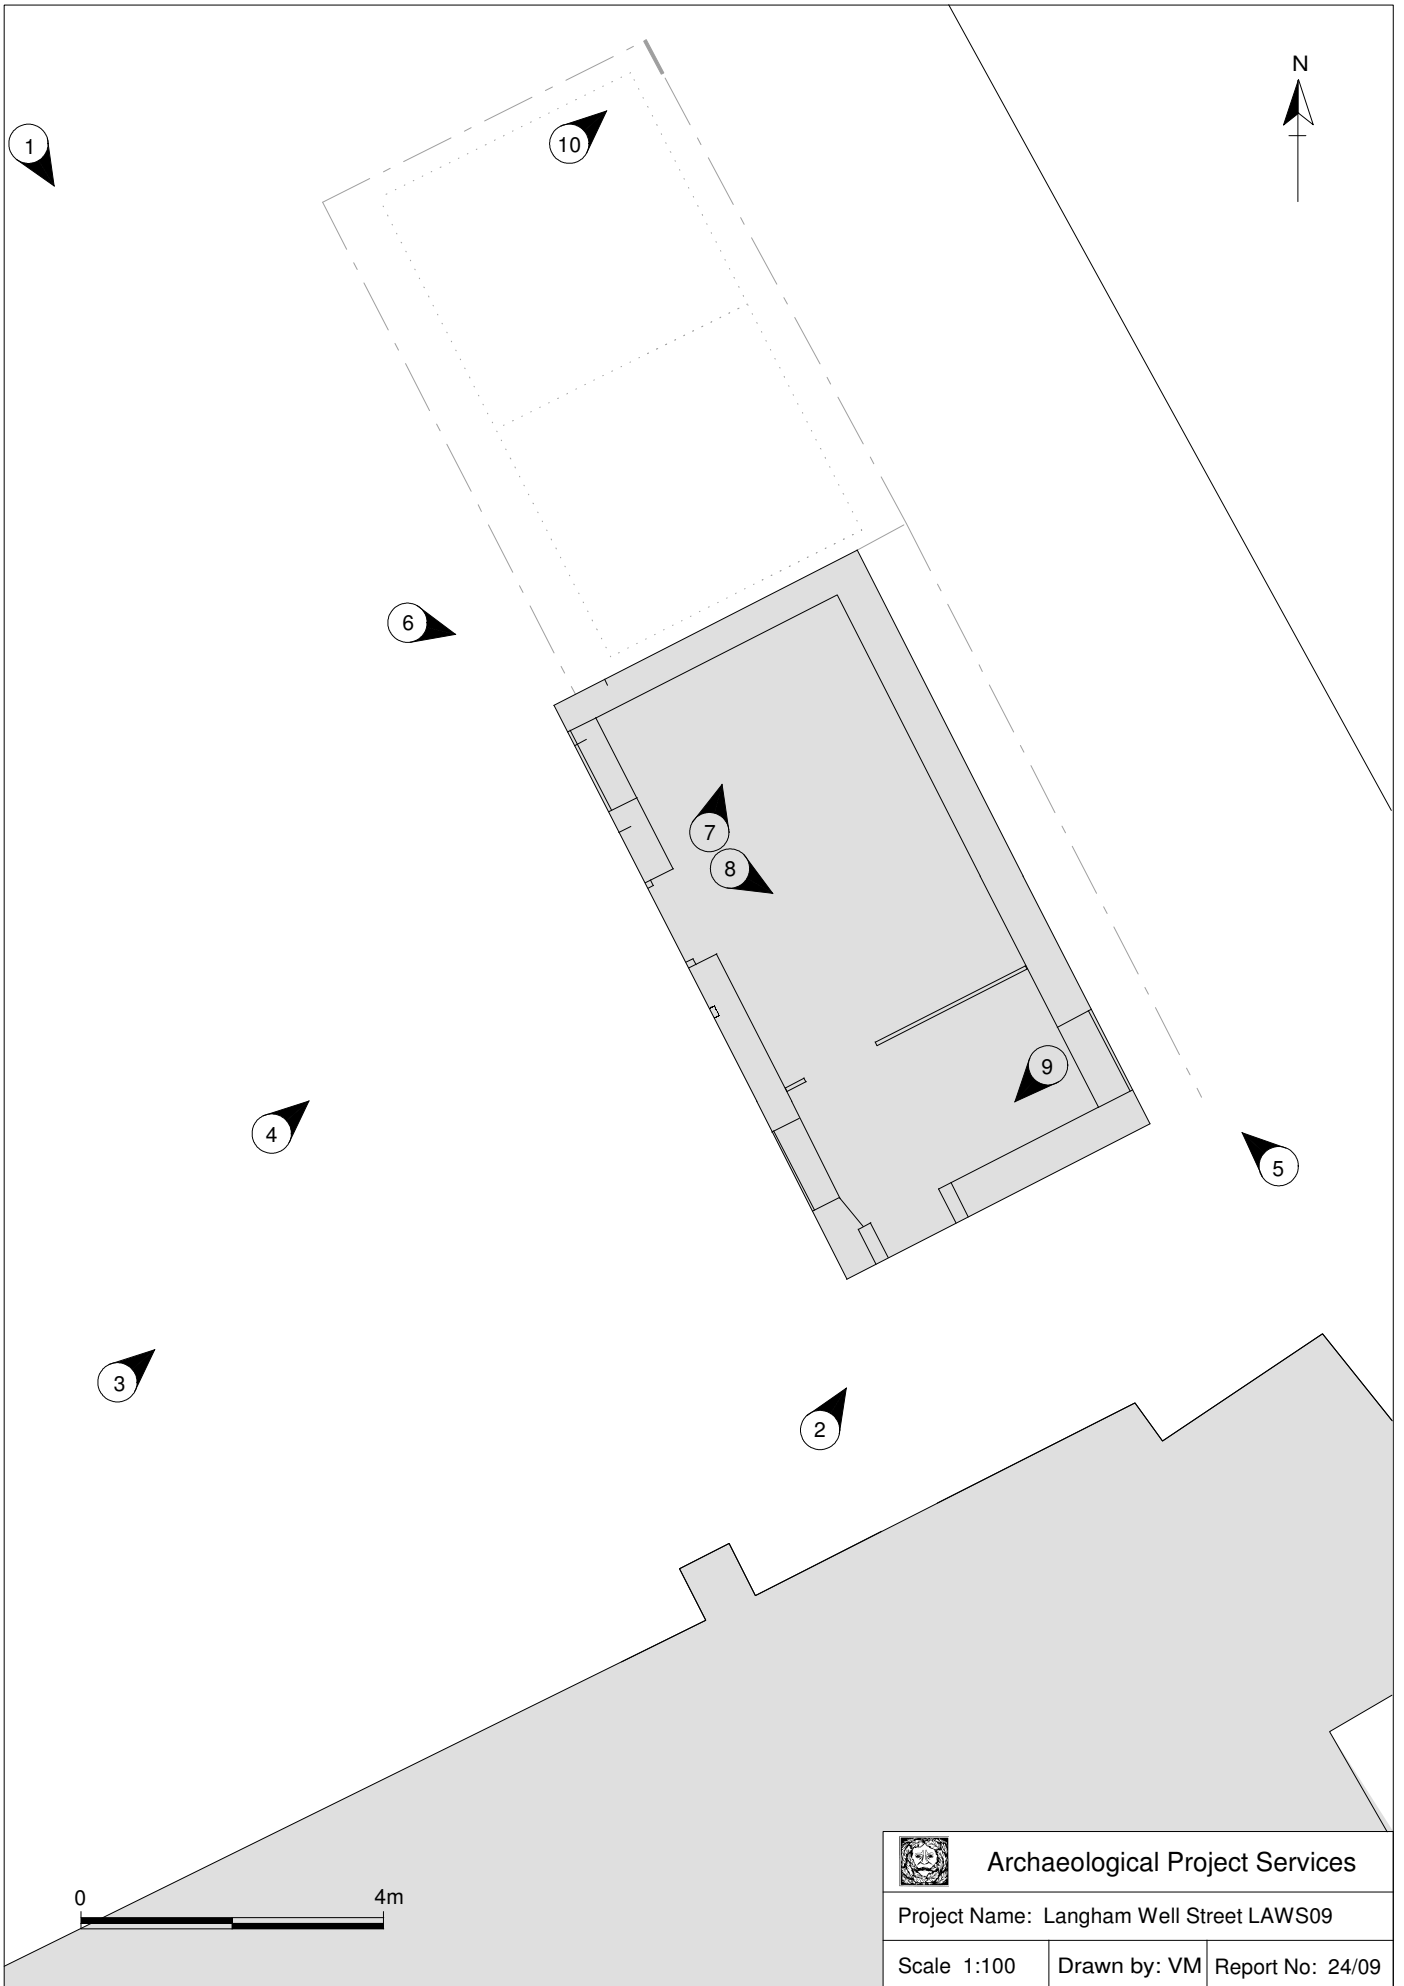 N
1
10
6
7
8
9
4
5
3
2
0 4m
Archaeological Project Services
Project Name: Langham Well Street LAWS09
Scale 1:100 Drawn by: VM Report No: 24/09